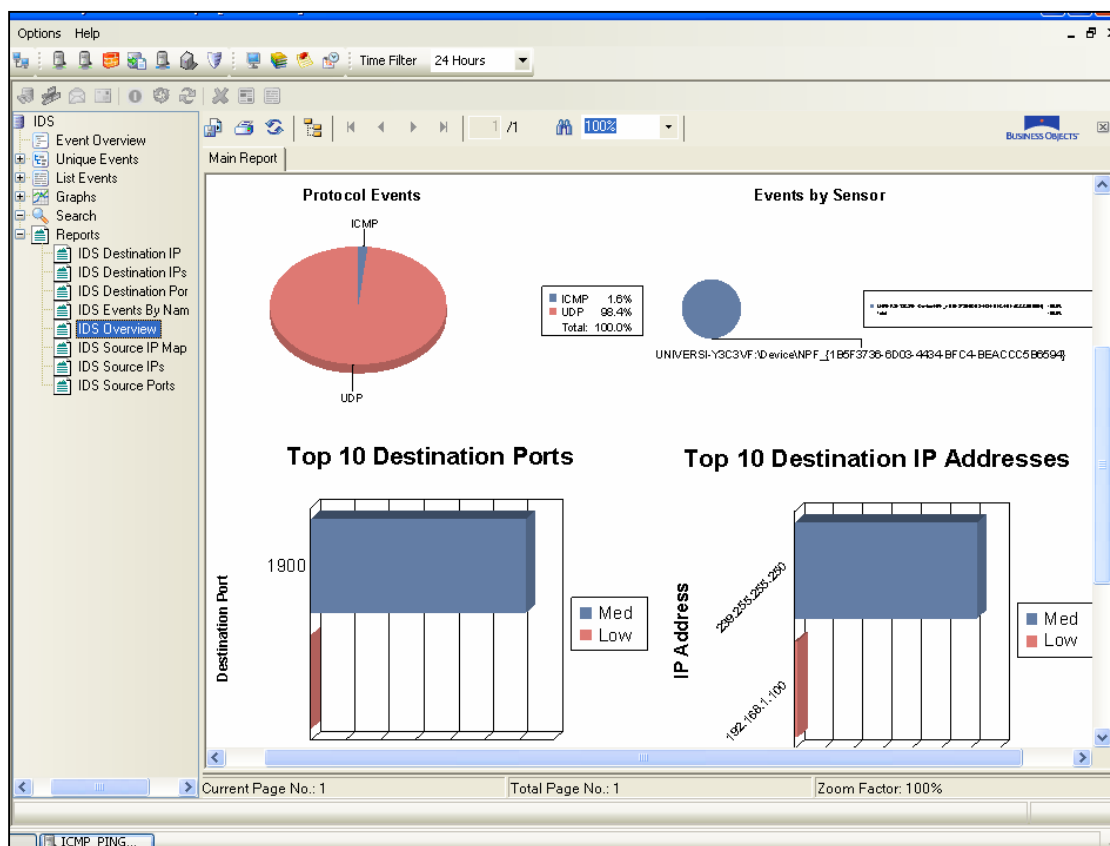 Options Help
Time Filter 24 Hours
IDS
Event Overview
Unique Events
List Events
Graphs
Search
Reports
IDS Destination IP
IDS Destination IPs
IDS Destination Por
IDS Events By Nam
IDS Overview
IDS Source IP Map
IDS Source IPs
IDS Source Ports
1 /1 100%
BUSINESS OBJECTS
Main Report
Protocol Events
ICMP
UDP
ICMP 1.6%
UDP 98.4%
Total: 100.0%
Events by Sensor
UNIVERSI-Y3C3VF:\Device\NPF_{1B5F3736-6D03-4434-BFC4-BEACCC5B6594}
Top 10 Destination Ports
Destination Port
1900
Med
Low
Top 10 Destination IP Addresses
IP Address
239.255.255.250
192.168.1.100
Med
Low
Current Page No.: 1 Total Page No.: 1 Zoom Factor: 100%
ICMP PING...